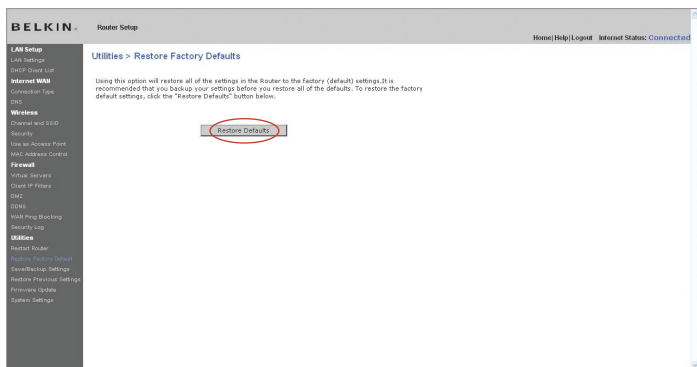 BELKIN
Router Setup
Home|Help|Logout Internet Status: Connected
LAN Setup
LAN Settings
DHCP Client List
Internet WAN
Connection Type
DNS
Wireless
Channel and SSID
Security
Use as Access Point
MAC Address Control
Firewall
Virtual Servers
Client IP Filters
DMZ
DDNS
WAN Ping Blocking
Security Log
Utilities
Restart Router
Restore Factory Default
Save/Backup Settings
Restore Previous Settings
Firmware Update
System Settings
Utilities > Restore Factory Defaults
Using this option will restore all of the settings in the Router to the factory (default) settings.It is
recommended that you backup your settings before you restore all of the defaults. To restore the factory
default settings, click the "Restore Defaults" button below.
Restore Defaults